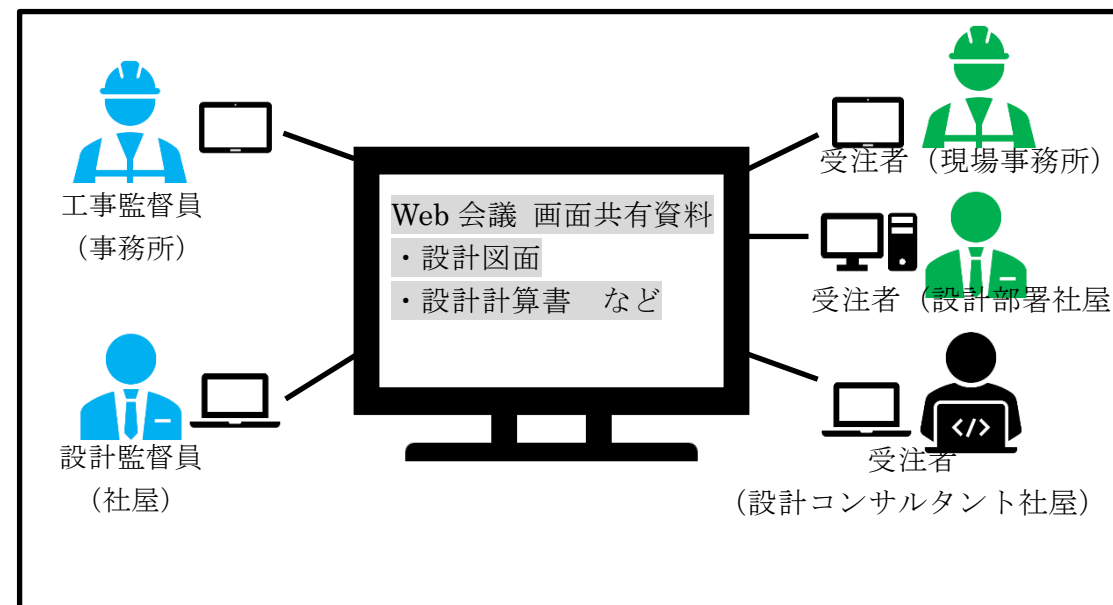 工事監督員
（事務所）
設計監督員
（社屋）
Web 会議 画面共有資料
・設計図面
・設計計算書　など
受注者（現場事務所）
受注者（設計部署社屋
</>
受注者
（設計コンサルタント社屋）